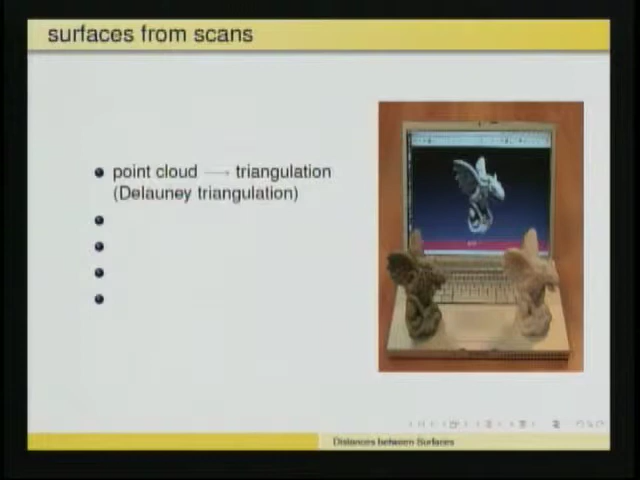 surfaces from scans
point cloud → triangulation
(Delauney triangulation)
Distances between Surfaces